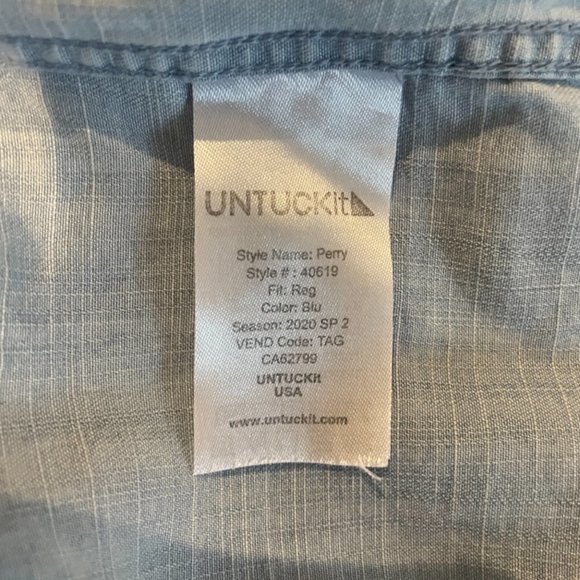 UNTUCKit
Style Name: Perry
Style # : 40619
Fit: Reg
Color: Blu
Season: 2020 SP 2
VEND Code: TAG
CA62799
UNTUCKit
USA
www.untuckit.com